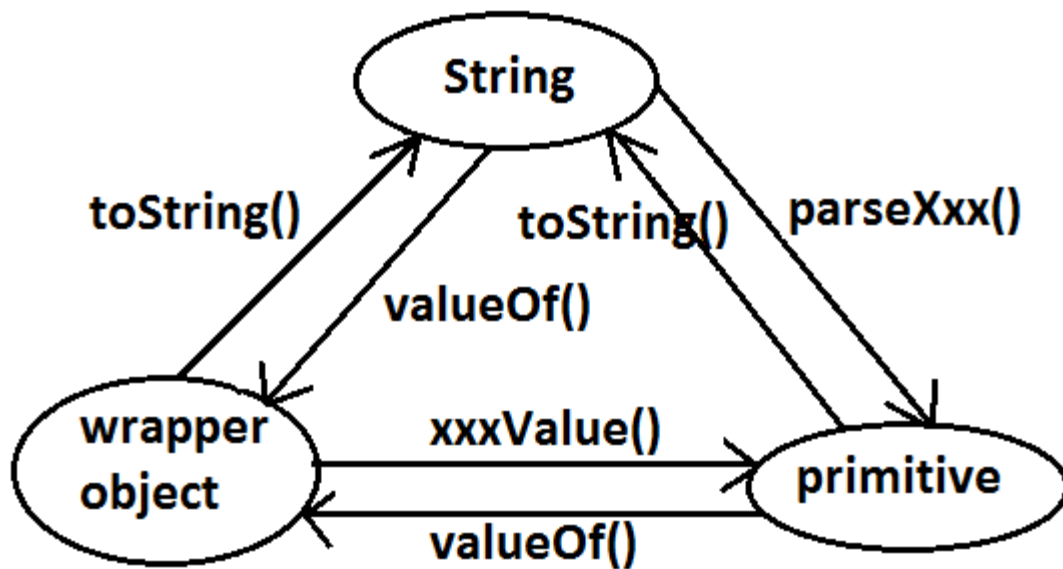 String
toString()
toString()
parseXxx()
valueOf()
wrapper
object
xxxValue()
primitive
valueOf()